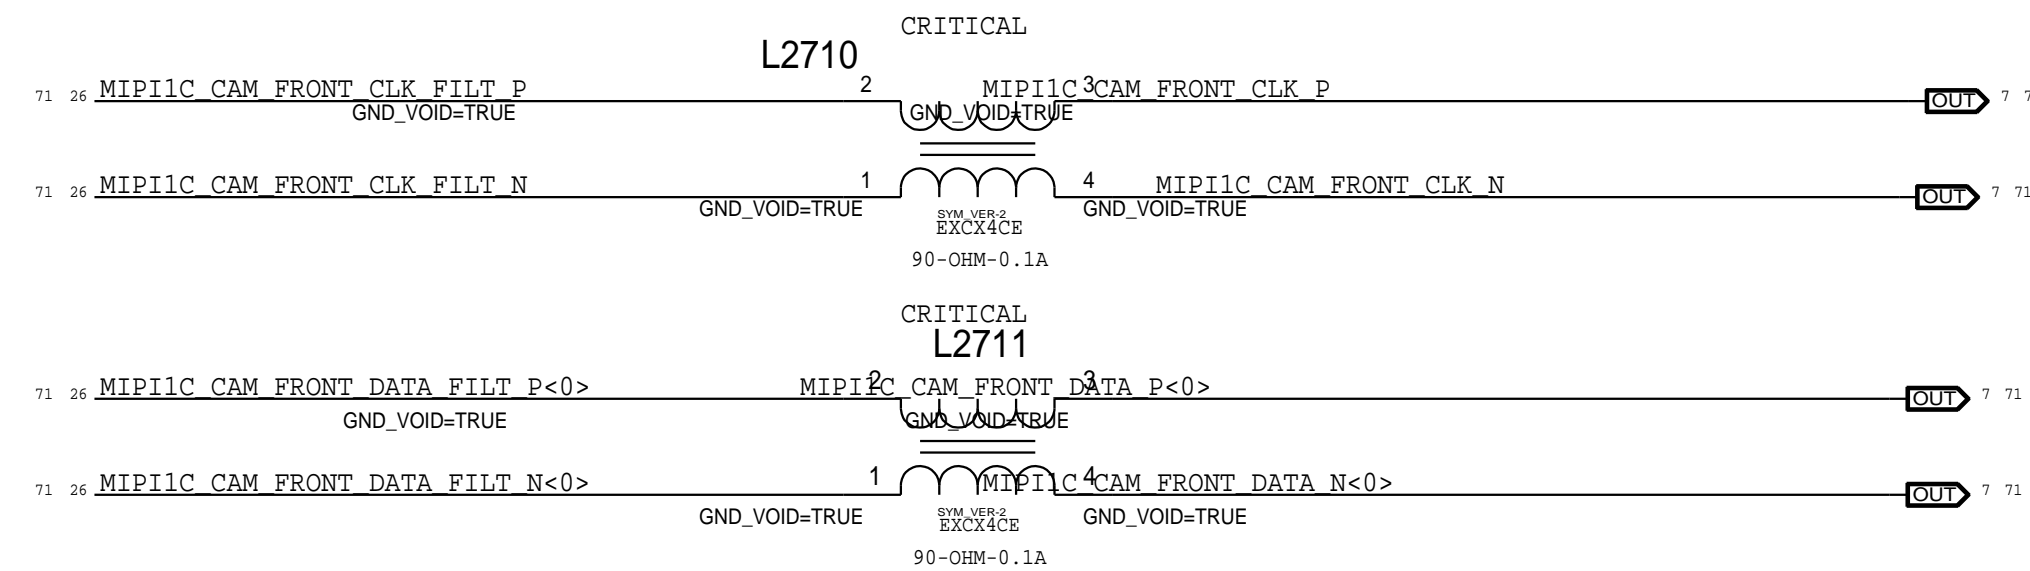 CRITICAL
L2710
71 26 MIPI1C_CAM_FRONT_CLK_FILT_P 2 3 MIPI1C_CAM_FRONT_CLK_P OUT 7 7
GND_VOID=TRUE GND_VOID=TRUE
71 26 MIPI1C_CAM_FRONT_CLK_FILT_N 1 4 MIPI1C_CAM_FRONT_CLK_N OUT 7 71
GND_VOID=TRUE GND_VOID=TRUE
SYM_VER-2
EXCX4CE
90-OHM-0.1A
CRITICAL
L2711
71 26 MIPI1C_CAM_FRONT_DATA_FILT_P<0> 2 3 MIPI1C_CAM_FRONT_DATA_P<0> OUT 7 71
GND_VOID=TRUE GND_VOID=TRUE
71 26 MIPI1C_CAM_FRONT_DATA_FILT_N<0> 1 4 MIPI1C_CAM_FRONT_DATA_N<0> OUT 7 71
GND_VOID=TRUE GND_VOID=TRUE
SYM_VER-2
EXCX4CE
90-OHM-0.1A